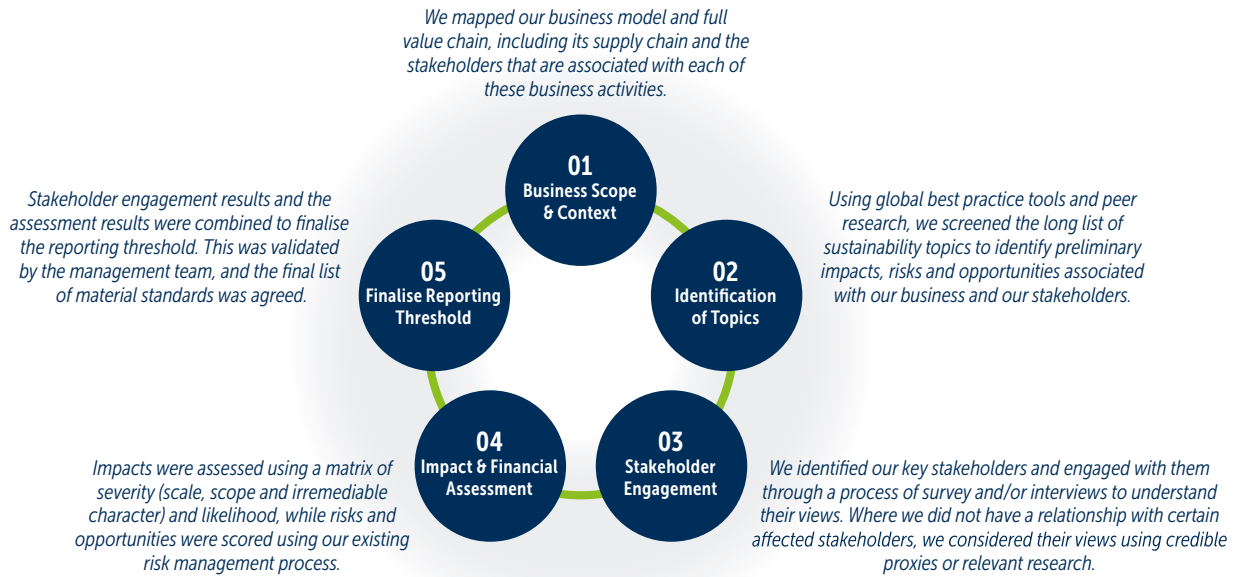 We mapped our business model and full
value chain, including its supply chain and the
stakeholders that are associated with each of
these business activities.
01
Business Scope
& Context
Using global best practice tools and peer
research, we screened the long list of
sustainability topics to identify preliminary
impacts, risks and opportunities associated
with our business and our stakeholders.
02
Identification
of Topics
We identified our key stakeholders and engaged with them
through a process of survey and/or interviews to understand
their views. Where we did not have a relationship with certain
affected stakeholders, we considered their views using credible
proxies or relevant research.
03
Stakeholder
Engagement
Impacts were assessed using a matrix of
severity (scale, scope and irremediable
character) and likelihood, while risks and
opportunities were scored using our existing
risk management process.
04
Impact & Financial
Assessment
Stakeholder engagement results and the
assessment results were combined to finalise
the reporting threshold. This was validated
by the management team, and the final list
of material standards was agreed.
05
Finalise Reporting
Threshold